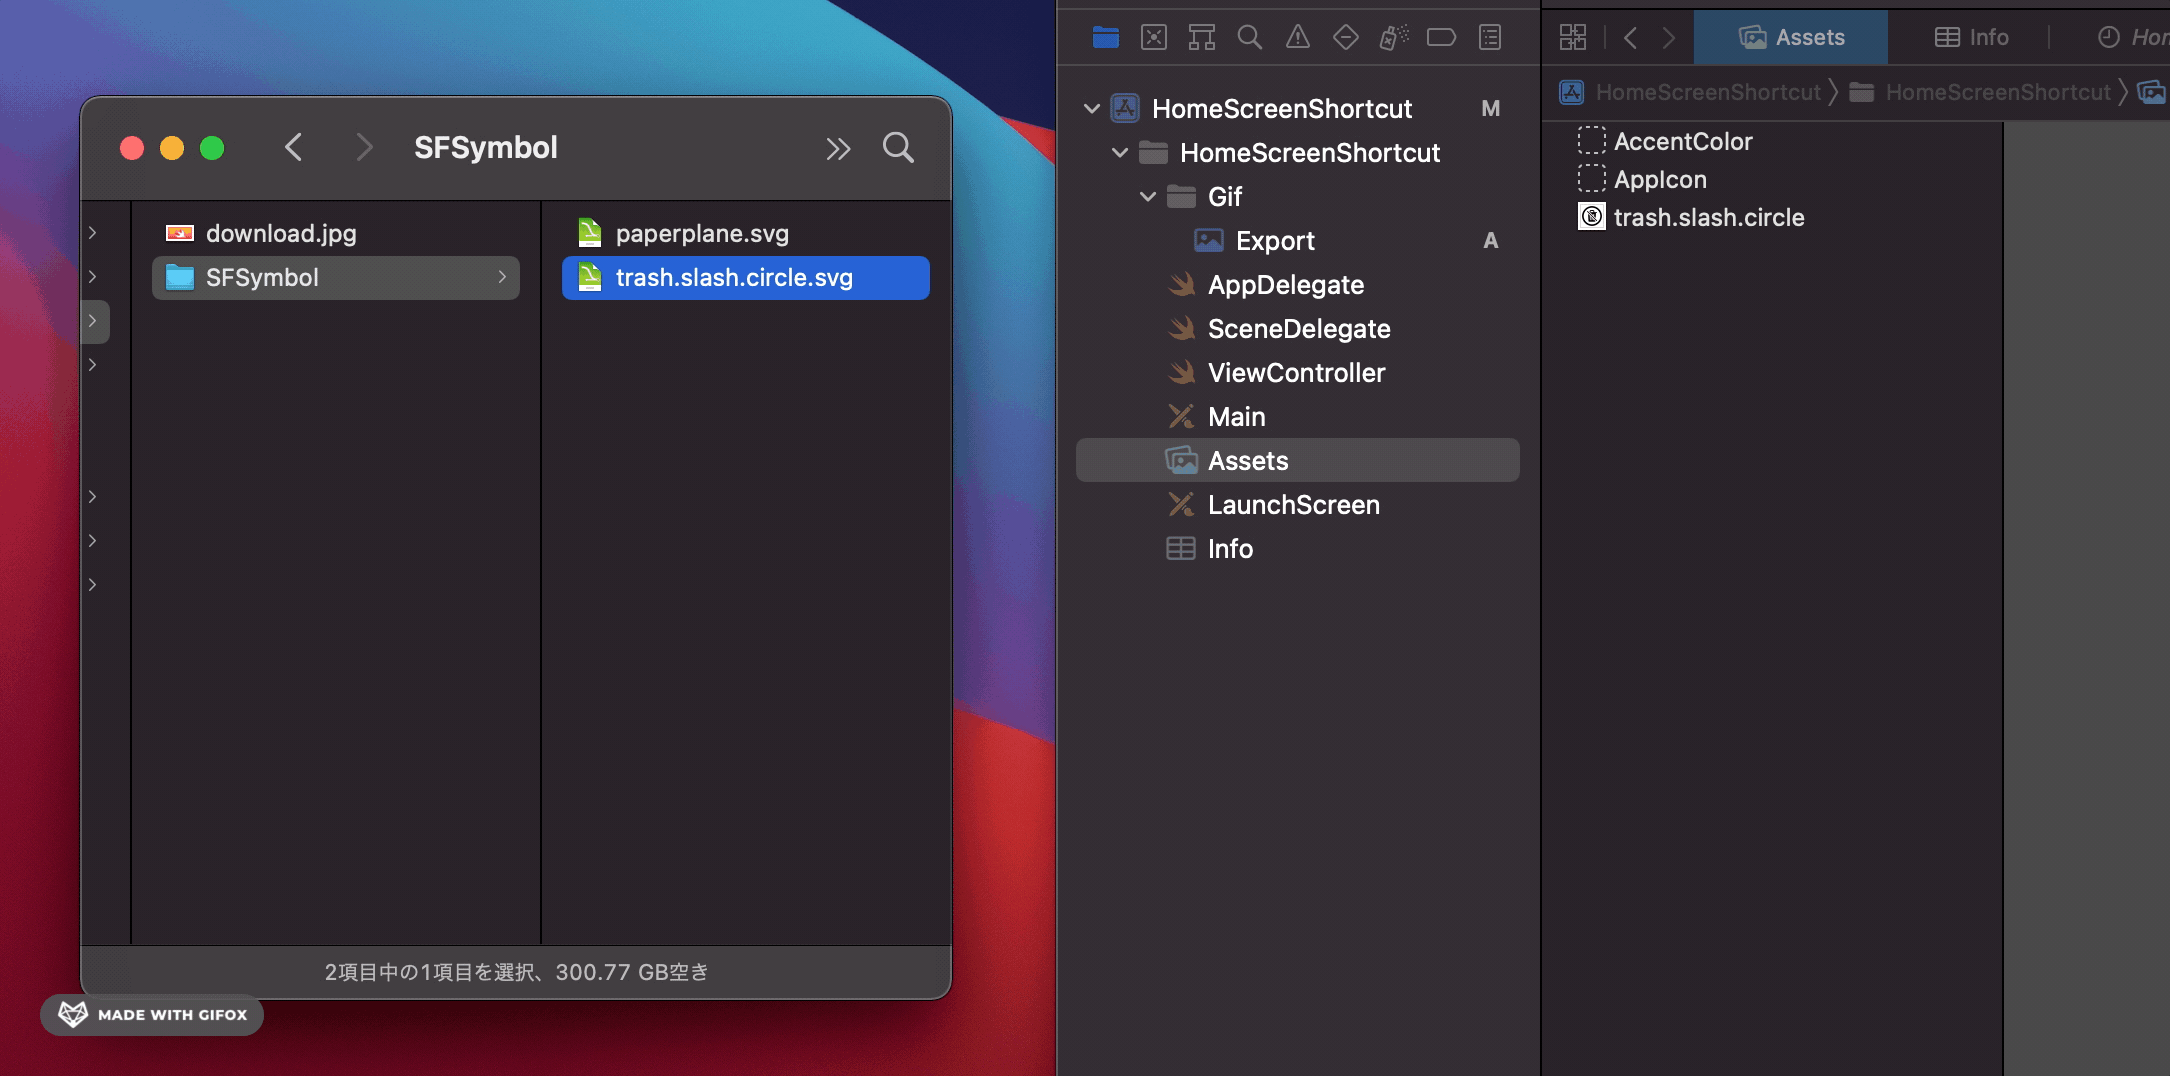 SFSymbol
download.jpg
SFSymbol
paperplane.svg
trash.slash.circle.svg
2項目中の1項目を選択、300.77 GB空き
MADE WITH GIFOX
HomeScreenShortcut M
HomeScreenShortcut
Gif
Export A
AppDelegate
SceneDelegate
ViewController
Main
Assets
LaunchScreen
Info
Assets Info Hom
HomeScreenShortcut HomeScreenShortcut
AccentColor
AppIcon
trash.slash.circle